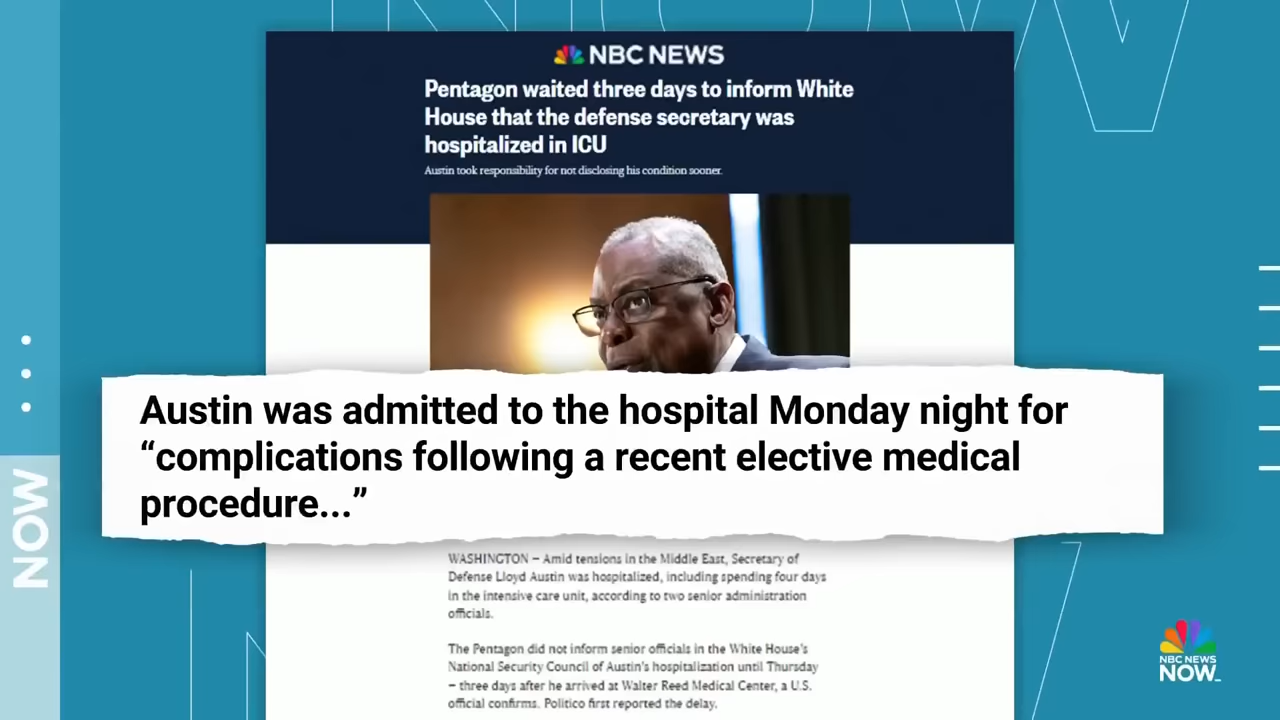 NBC NEWS
Pentagon waited three days to inform White
House that the defense secretary was
hospitalized in ICU
Austin took responsibility for not disclosing his condition sooner.
Austin was admitted to the hospital Monday night for
“complications following a recent elective medical
procedure...”
WASHINGTON — Amid tensions in the Middle East, Secretary of
Defense Lloyd Austin was hospitalized, including spending four days
in the intensive care unit, according to two senior administration
officials.
The Pentagon did not inform senior officials in the White House's
National Security Council of Austin's hospitalization until Thursday
— three days after he arrived at Walter Reed Medical Center, a U.S.
official confirms. Politico first reported the delay.
NOW
NBC NEWS
NOW